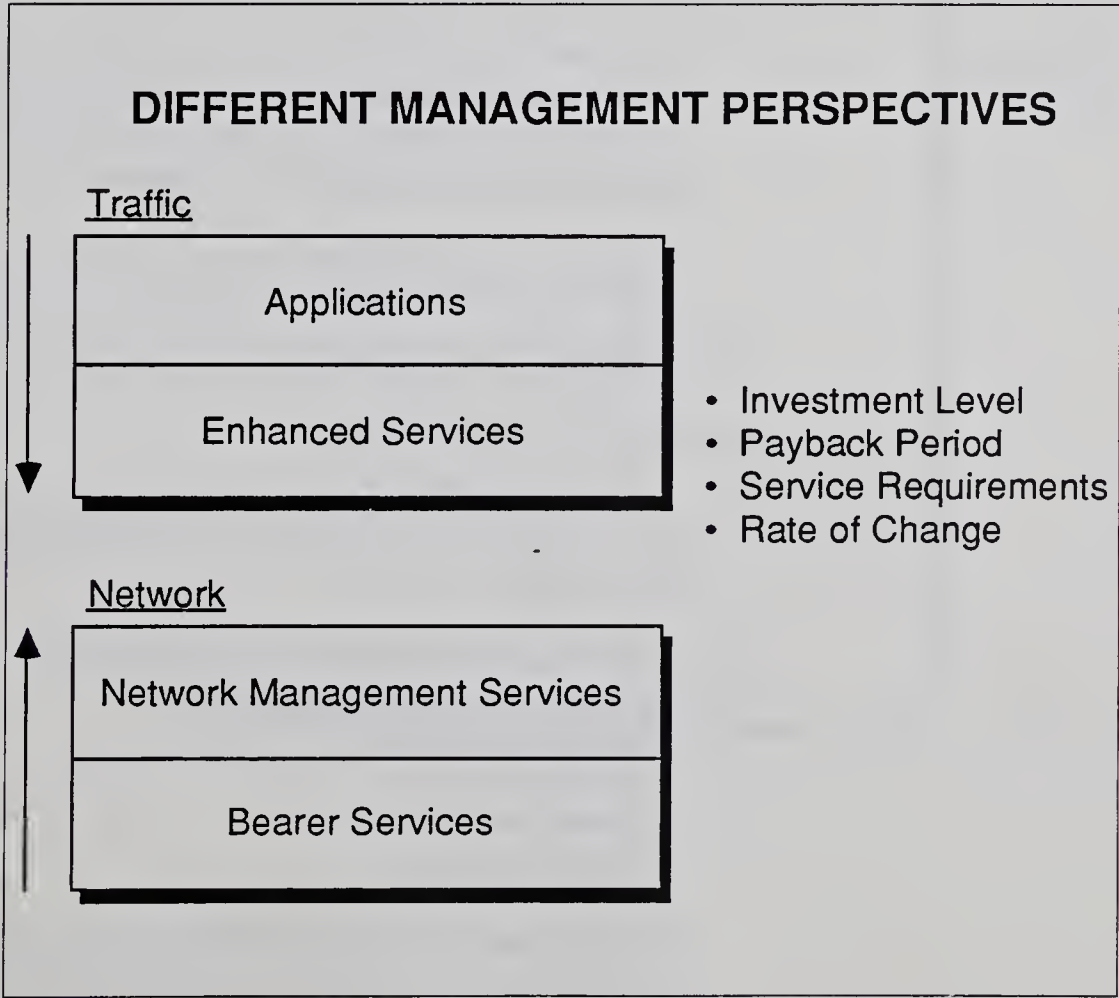 DIFFERENT MANAGEMENT PERSPECTIVES
Traffic
Applications
Enhanced Services
• Investment Level
• Payback Period
• Service Requirements
• Rate of Change
Network
Network Management Services
Bearer Services